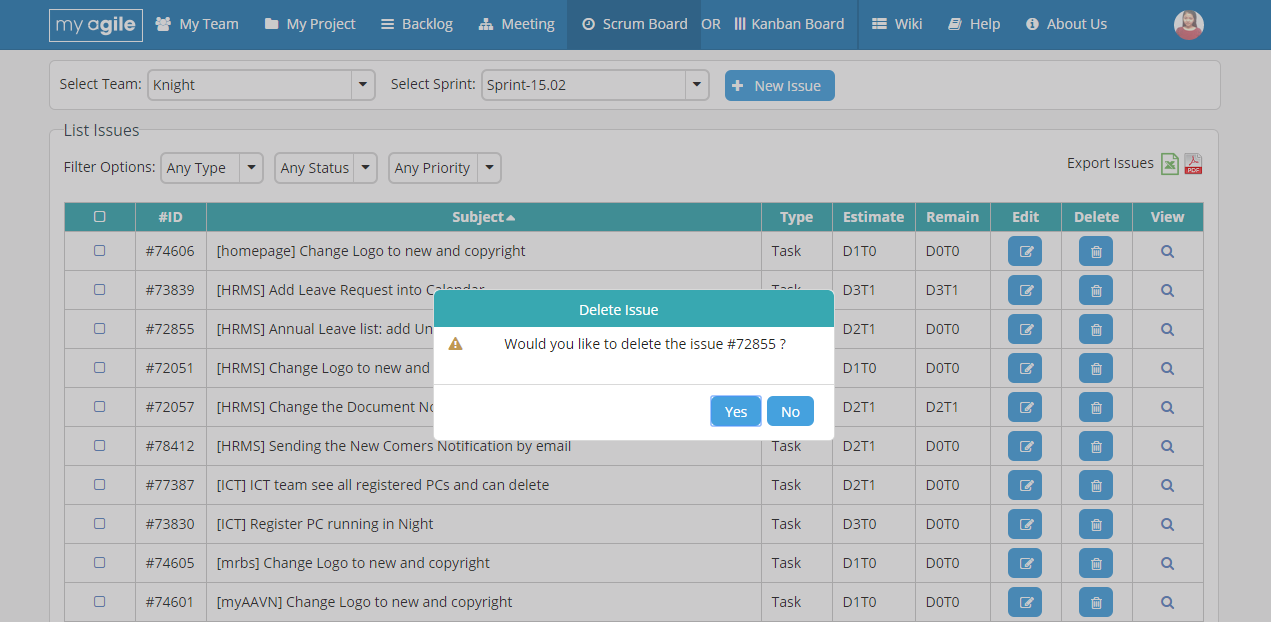 my agile My Team My Project Backlog Meeting Scrum Board OR Kanban Board Wiki Help About Us
Select Team: Knight Select Sprint: Sprint-15.02 New Issue
List Issues
Filter Options: Any Type Any Status Any Priority Export Issues PDF
#ID Subject Type Estimate Remain Edit Delete View
#74606 [homepage] Change Logo to new and copyright Task D1T0 D0T0
#73839 [HRMS] Add Leave Request into Calendar Task D3T1 D3T1
Delete Issue
#72855 [HRMS] Annual Leave list: add Un D2T1 D0T0
Would you like to delete the issue #72855 ?
#72051 [HRMS] Change Logo to new and D1T0 D0T0
#72057 [HRMS] Change the Document D2T1 D2T1
Yes No
#78412 [HRMS] Sending the New Comers Notification by email Task D2T1 D0T0
#77387 [ICT] ICT team see all registered PCs and can delete Task D2T1 D0T0
#73830 [ICT] Register PC running in Night Task D3T0 D0T0
#74605 [mrbs] Change Logo to new and copyright Task D1T0 D0T0
#74601 [myAAVN] Change Logo to new and copyright Task D1T0 D0T0